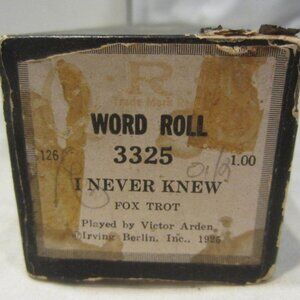 R
Trade Mark
WORD ROLL
126 3325 1.00
I NEVER KNEW
FOX TROT
Played by Victor Arden
©Irving Berlin, Inc., 1925